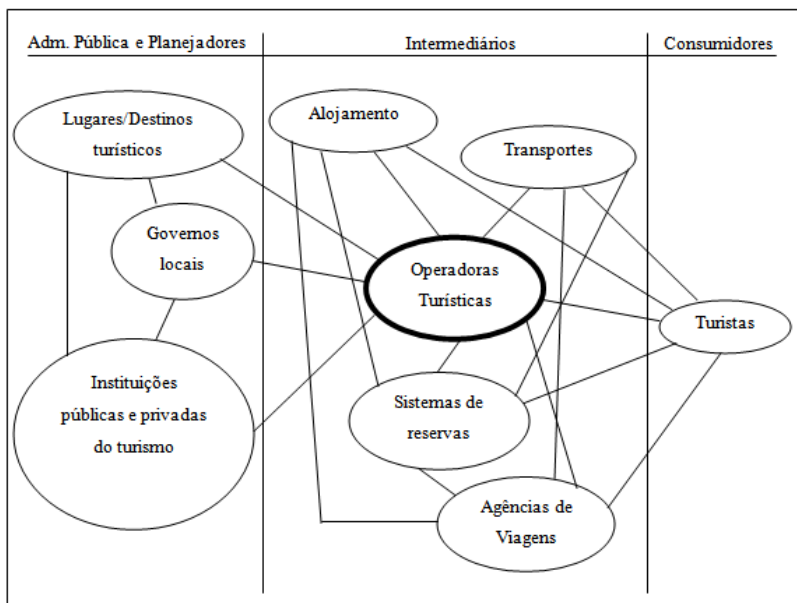 Adm. Pública e Planejadores
Intermediários
Consumidores
Lugares/Destinos
turísticos
Alojamento
Transportes
Governos
locais
Operadoras
Turísticas
Turistas
Instituições
públicas e privadas
do turismo
Sistemas de
reservas
Agências de
Viagens